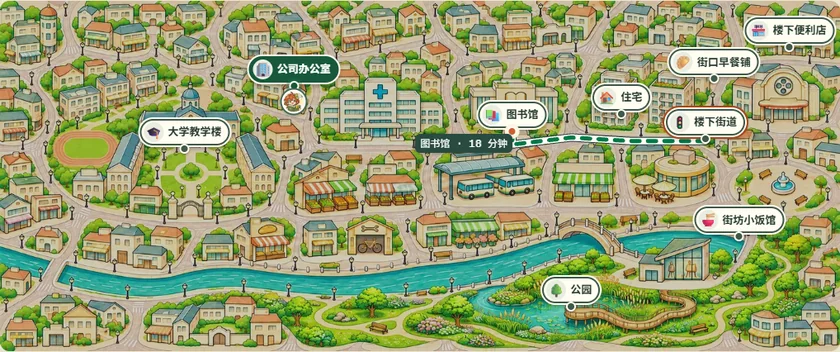 楼下便利店
街口早餐铺
公司办公室
住宅
图书馆
楼下街道
大学教学楼
图书馆 · 18 分钟
街坊小饭馆
公园